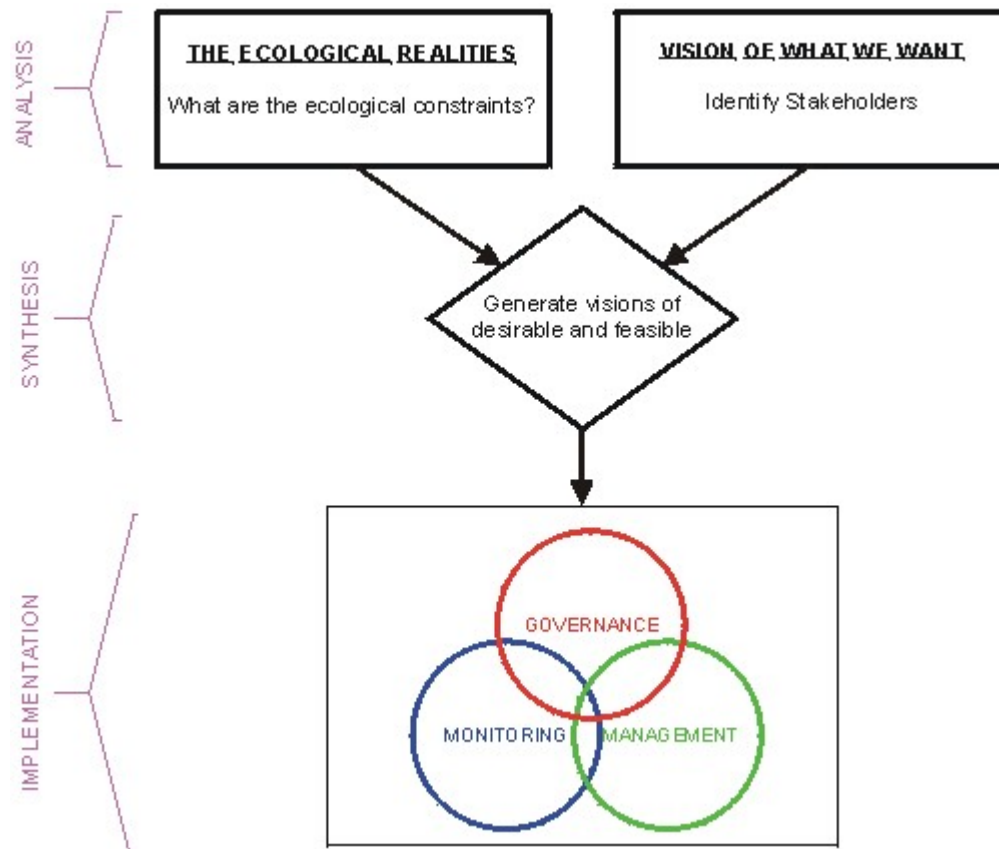 ANALYSIS
THE ECOLOGICAL REALITIES
What are the ecological constraints?
VISION OF WHAT WE WANT
Identify Stakeholders
SYNTHESIS
Generate visions of
desirable and feasible
IMPLEMENTATION
GOVERNANCE
MONITORING
MANAGEMENT